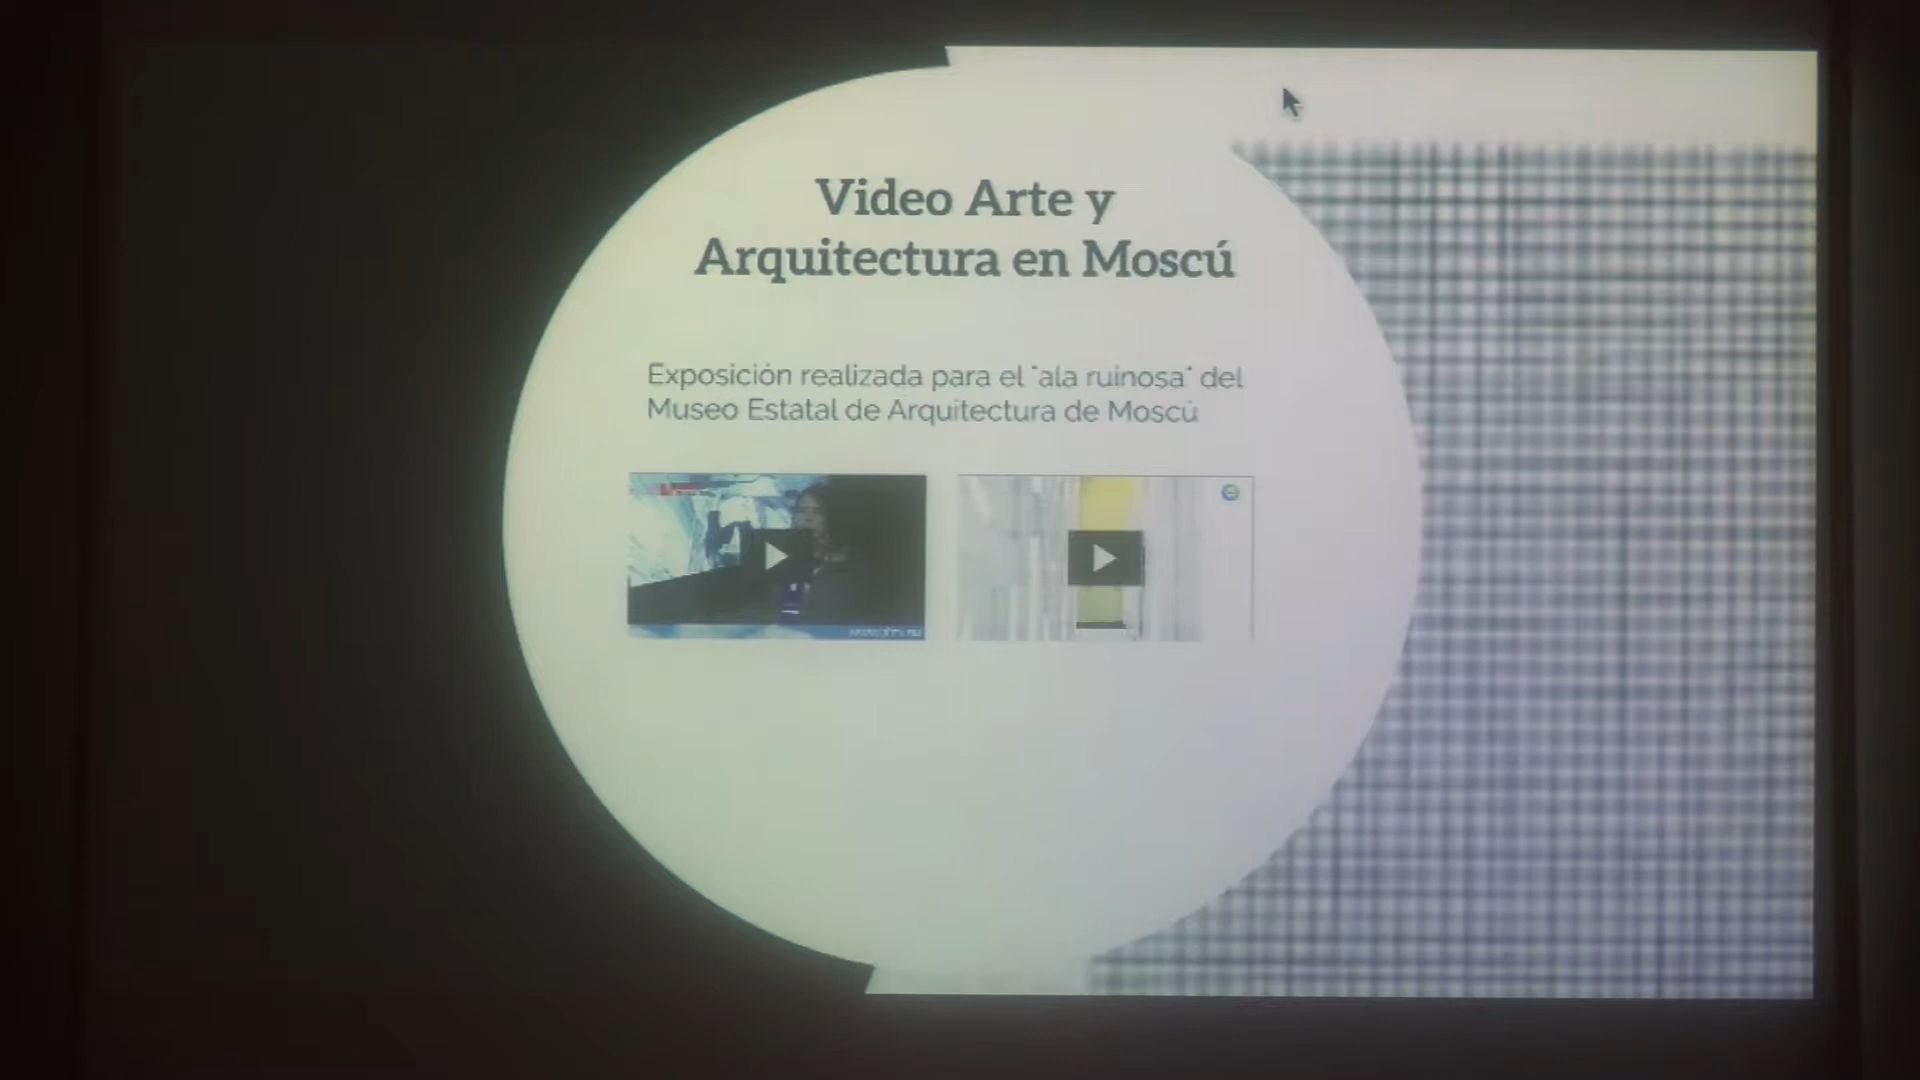 Video Arte y
Arquitectura en Moscú
Exposición realizada para el "ala ruinosa" del
Museo Estatal de Arquitectura de Moscú